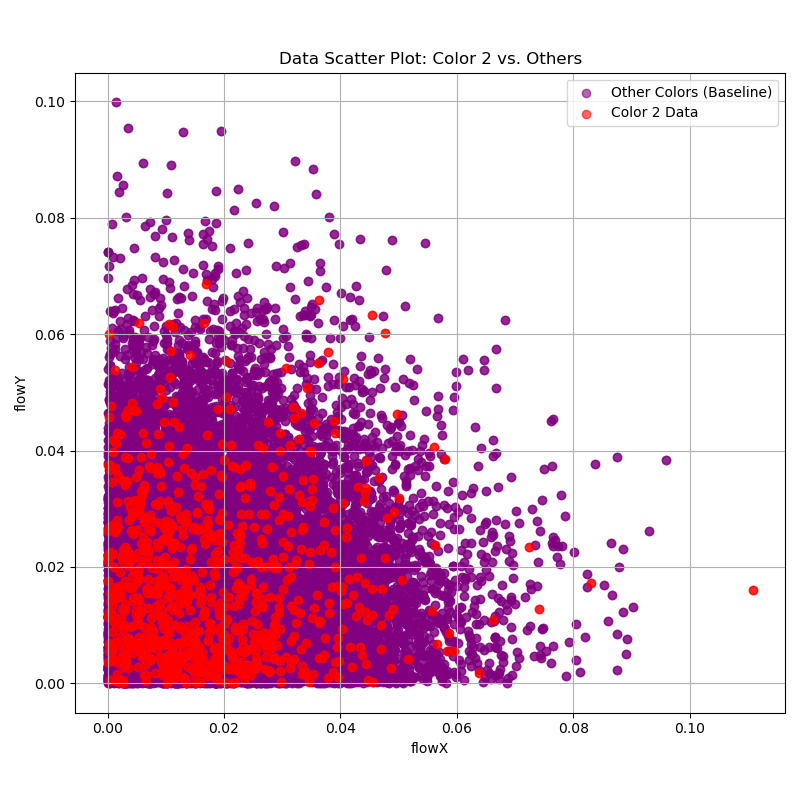 Data Scatter Plot: Color 2 vs. Others
Other Colors (Baseline)
Color 2 Data
0.10
0.08
0.06
0.04
0.02
0.00
flowY
0.00 0.02 0.04 0.06 0.08 0.10
flowX